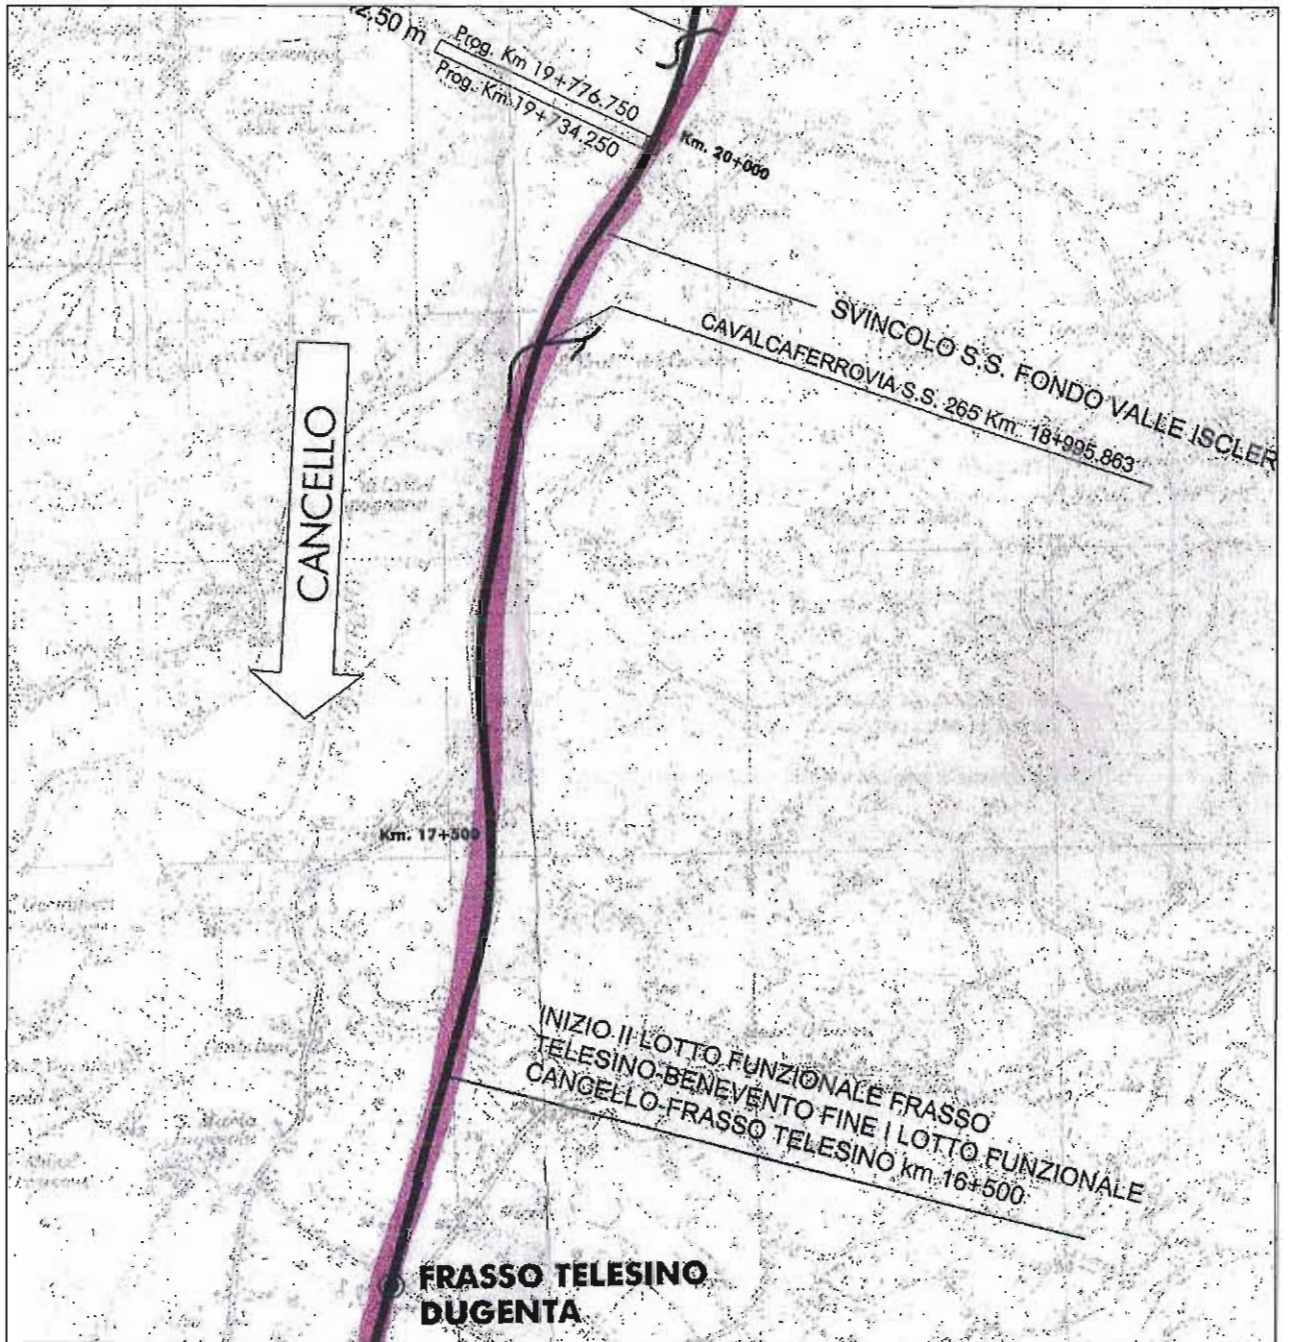 2.50 m
Prog. Km 19+776.750
Prog. Km.19+734.250
Km. 20+000
SVINCOLO S.S. FONDO VALLE ISCLER
CAVALCAFERROVIA S.S. 265 Km. 18+995.863
CANCELLO
Km. 17+500
INIZIO II LOTTO FUNZIONALE FRASSO
TELESINO-BENEVENTO FINE I LOTTO FUNZIONALE
CANCELLO-FRASSO TELESINO km 16+500
FRASSO TELESINO
DUGENTA